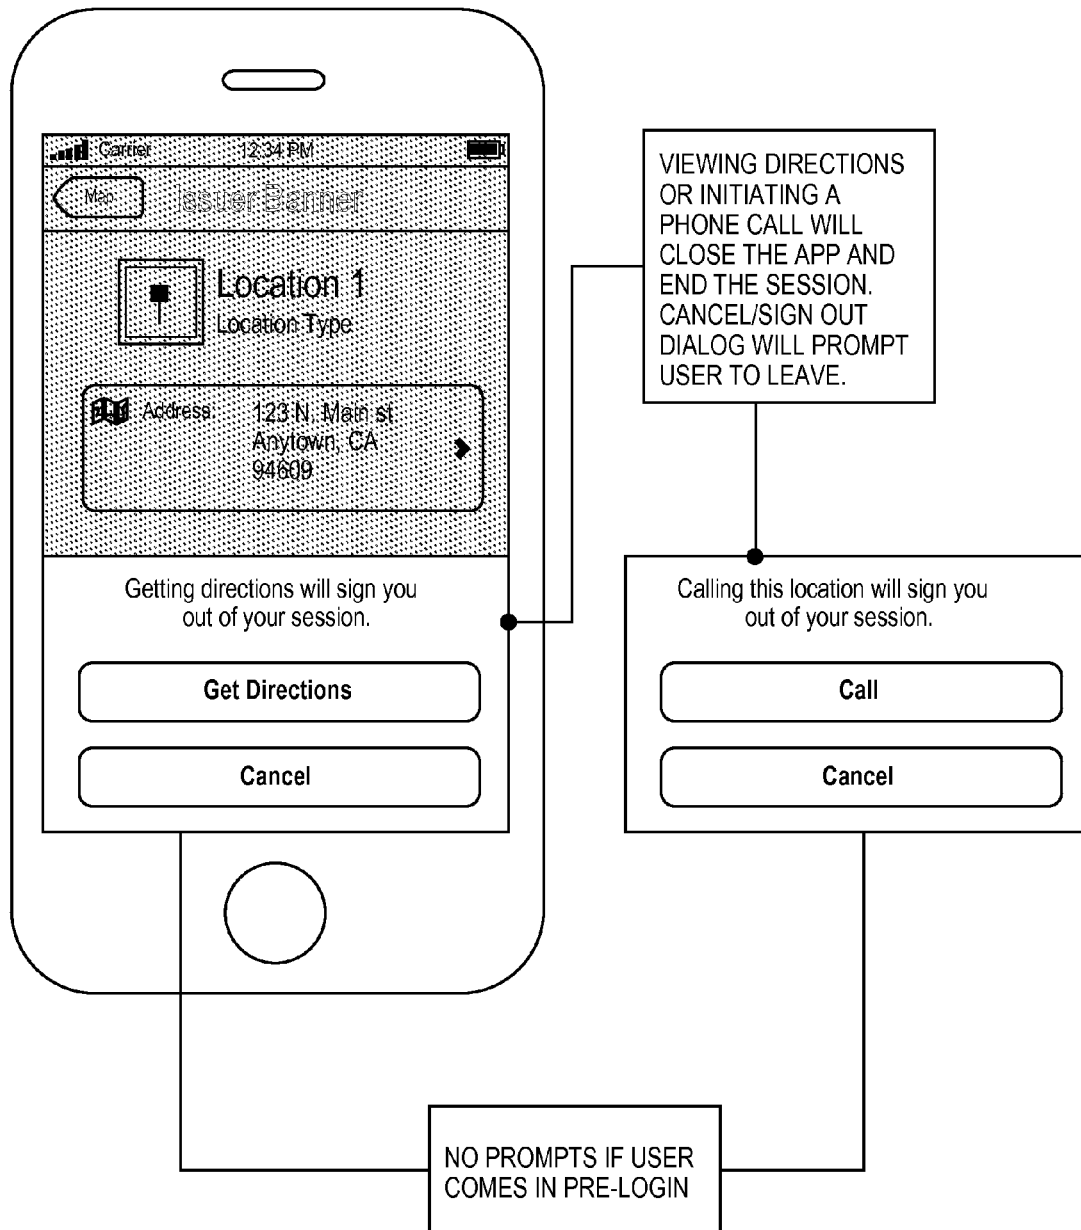 Carrier 12:34 PM
Map Issuer Banner
Location 1
Location Type
Address: 123 N. Main st
Anytown, CA
94609
Getting directions will sign you
out of your session.
Get Directions
Cancel
VIEWING DIRECTIONS
OR INITIATING A
PHONE CALL WILL
CLOSE THE APP AND
END THE SESSION.
CANCEL/SIGN OUT
DIALOG WILL PROMPT
USER TO LEAVE.
Calling this location will sign you
out of your session.
Call
Cancel
NO PROMPTS IF USER
COMES IN PRE-LOGIN